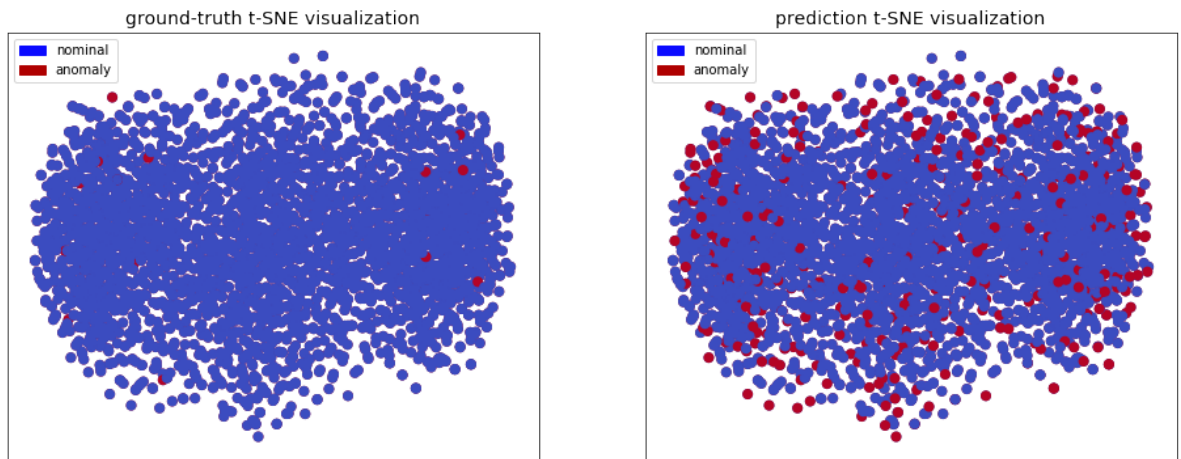 ground-truth t-SNE visualization
nominal
anomaly
prediction t-SNE visualization
nominal
anomaly